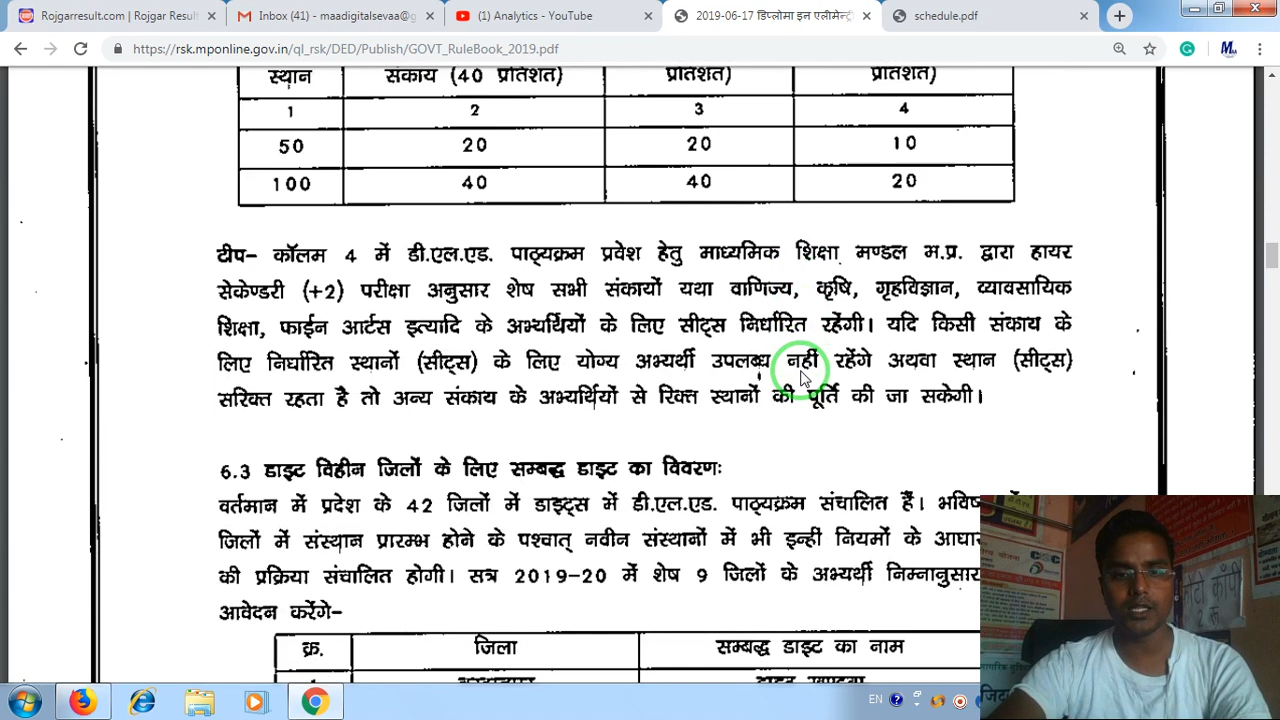 Rojgarresult.com | Rojgar Result
Inbox (41) - maadigitalsevaa@g
(1) Analytics - YouTube
2019-06-17 डिप्लोमा इन एलीमेन्ट्र
schedule.pdf
https://rsk.mponline.gov.in/ql_rsk/DED/Publish/GOVT_RuleBook_2019.pdf
स्थान संकाय (40 प्रतिशत) प्रतिशत) प्रतिशत)
1 2 3 4
50 20 20 10
100 40 40 20
टीप- कॉलम 4 में डी.एल.एड. पाठ्यक्रम प्रवेश हेतु माध्यमिक शिक्षा मण्डल म.प्र. द्वारा हायर
सेकेण्डरी (+2) परीक्षा अनुसार शेष सभी संकायों यथा वाणिज्य, कृषि, गृहविज्ञान, व्यावसायिक
शिक्षा, फाईन आर्टस इत्यादि के अभ्यर्थियों के लिए सीट्स निर्धारित रहेंगी। यदि किसी संकाय के
लिए निर्धारित स्थानों (सीट्स) के लिए योग्य अभ्यर्थी उपलब्ध नहीं रहेंगे अथवा स्थान (सीट्स)
सरिक्त रहता है तो अन्य संकाय के अभ्यर्थियों से रिक्त स्थानों की पूर्ति की जा सकेगी।
6.3 डाइट विहीन जिलों के लिए सम्बद्ध डाइट का विवरणः
वर्तमान में प्रदेश के 42 जिलों में डाइट्स में डी.एल.एड. पाठ्यक्रम संचालित हैं।
जिलों में संस्थान प्रारम्भ होने के पश्चात् नवीन संस्थानों में भी इन्हीं नियमों के
की प्रक्रिया संचालित होगी। सत्र 2019-20 में शेष 9 जिलों के अभ्यर्थी निम्नानुसार
आवेदन करेंगे-
क्र. जिला सम्बद्ध डाइट का नाम
CSC
फोटो कॉपी
EN